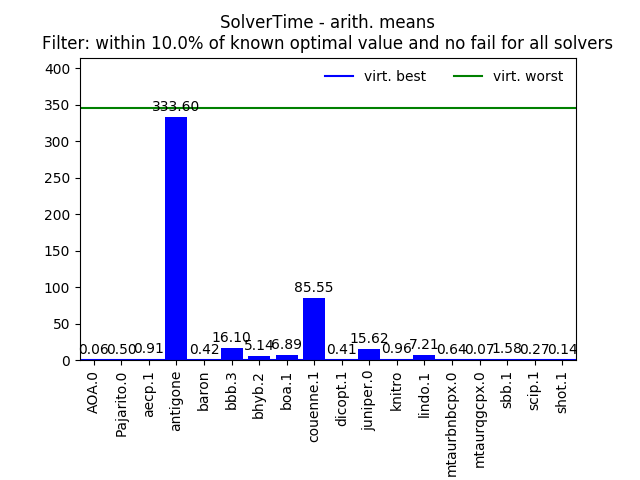 SolverTime - arith. means
Filter: within 10.0% of known optimal value and no fail for all solvers
virt. best
virt. worst
400
350
300
250
200
150
100
50
0
0.06
0.50
0.91
333.60
0.42
16.10
5.14
6.89
85.55
0.41
15.62
0.96
7.21
0.64
0.07
1.58
0.27
0.14
AOA.0
Pajarito.0
aecp.1
antigone
baron
bbb.3
bhyb.2
boa.1
couenne.1
dicopt.1
juniper.0
knitro
lindo.1
mtaurbnbcpx.0
mtaurqgcpx.0
sbb.1
scip.1
shot.1